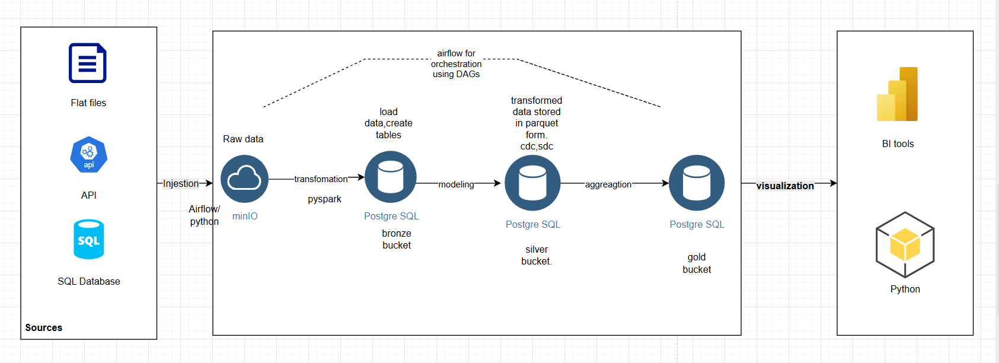 Flat files
api
API
SQL
SQL Database
Sources
Injestion
Airflow/
python
airflow for
orchestration
using DAGs
Raw data
minIO
transfomation
pyspark
load
data,create
tables
Postgre SQL
bronze
bucket
modeling
transformed
data stored
in parquet
form.
cdc,sdc
Postgre SQL
silver
bucket.
aggreagtion
Postgre SQL
gold
bucket
visualization
BI tools
Python